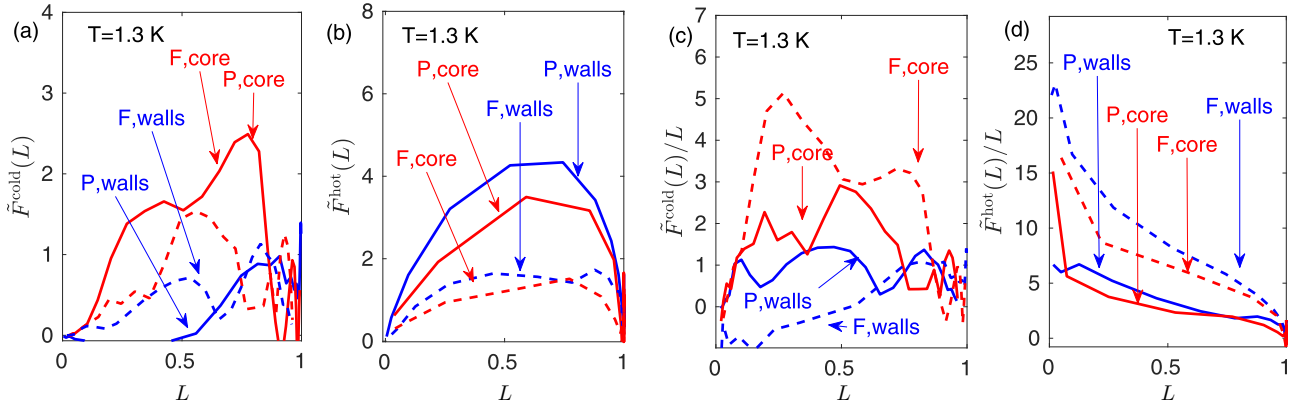 (a)
T=1.3 K
F,core
P,core
F,walls
P,walls
F̃^cold(L)
4
3
2
1
0
0
0.5
1
L
(b)
T=1.3 K
P,core
P,walls
F,walls
F,core
F̃^hot(L)
8
6
4
2
0
0
0.5
1
L
(c)
T=1.3 K
F,core
P,core
P,walls
F,walls
F̃^cold(L)/L
7
6
5
4
3
2
1
0
0
0.5
1
L
(d)
T=1.3 K
P,walls
P,core
F,walls
F,core
F̃^hot(L)/L
25
20
15
10
5
0
0
0.5
1
L